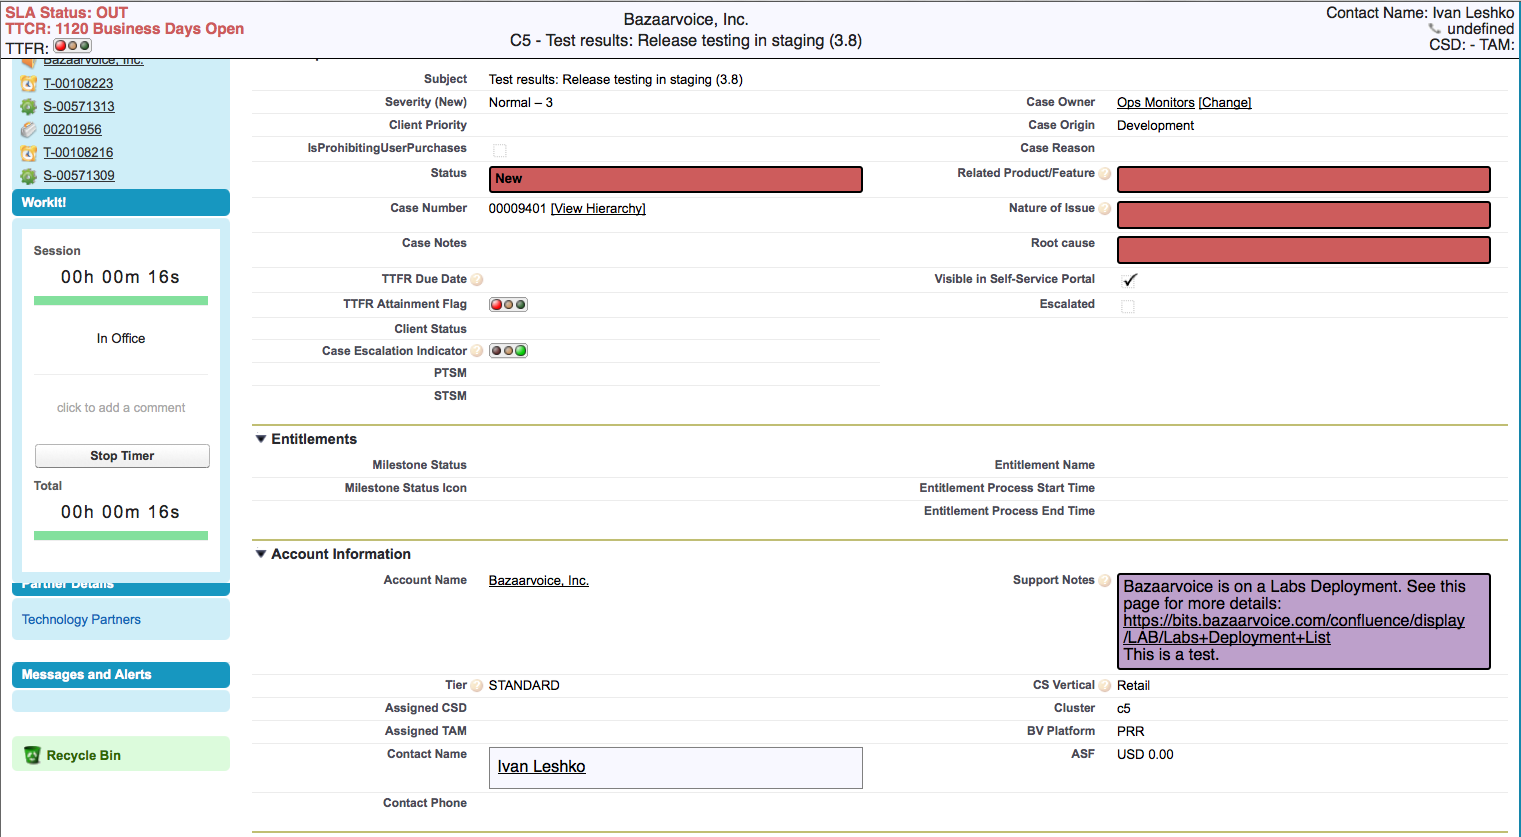 SLA Status: OUT
TTCR: 1120 Business Days Open
TTFR:
Bazaarvoice, Inc.
C5 - Test results: Release testing in staging (3.8)
Contact Name: Ivan Leshko
undefined
CSD: - TAM:
Bazaarvoice, Inc.
T-00108223
S-00571313
00201956
T-00108216
S-00571309
WorkIt!
Session
00h 00m 16s
In Office
click to add a comment
Stop Timer
Total
00h 00m 16s
Partner Details
Technology Partners
Messages and Alerts
Recycle Bin
Subject Test results: Release testing in staging (3.8)
Severity (New) Normal – 3 Case Owner Ops Monitors [Change]
Client Priority Case Origin Development
IsProhibitingUserPurchases Case Reason
Status New Related Product/Feature ?
Case Number 00009401 [View Hierarchy] Nature of Issue ?
Case Notes Root cause
TTFR Due Date ? Visible in Self-Service Portal
TTFR Attainment Flag Escalated
Client Status
Case Escalation Indicator ?
PTSM
STSM
Entitlements
Milestone Status Entitlement Name
Milestone Status Icon Entitlement Process Start Time
Entitlement Process End Time
Account Information
Account Name Bazaarvoice, Inc. Support Notes ? Bazaarvoice is on a Labs Deployment. See this
page for more details:
https://bits.bazaarvoice.com/confluence/display
/LAB/Labs+Deployment+List
This is a test.
Tier ? STANDARD CS Vertical ? Retail
Assigned CSD Cluster c5
Assigned TAM BV Platform PRR
Contact Name Ivan Leshko ASF USD 0.00
Contact Phone